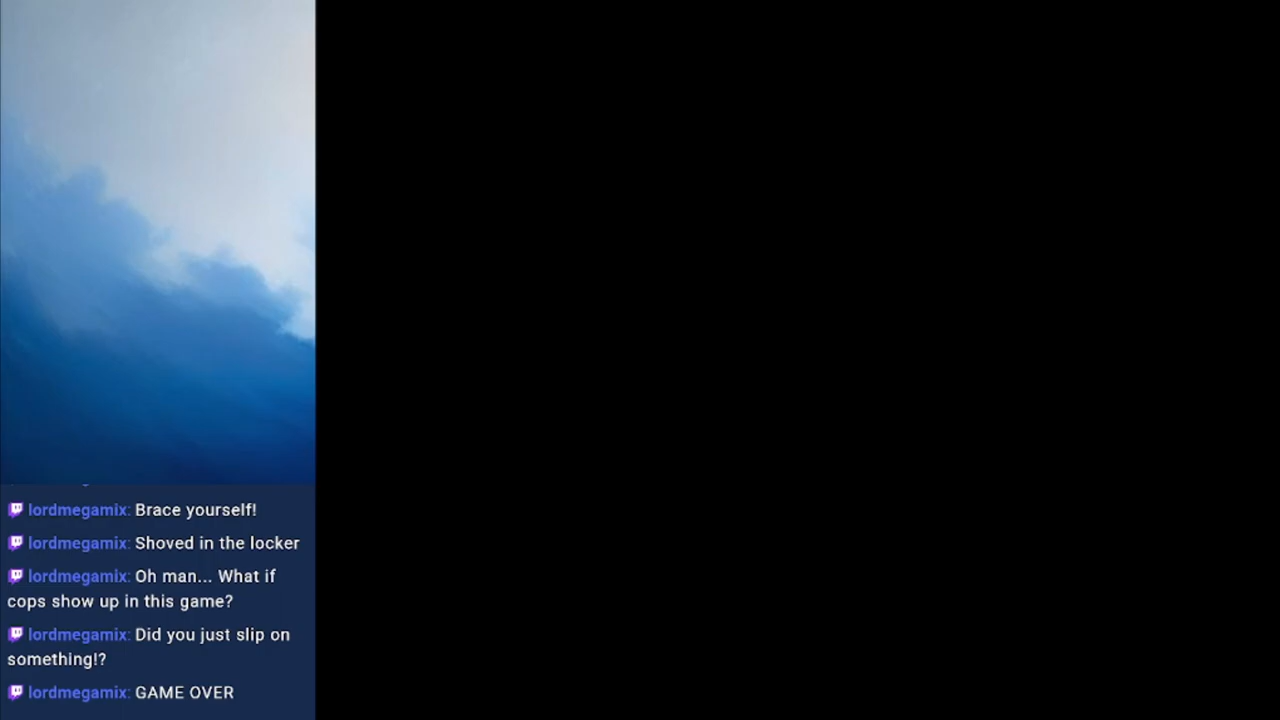 lordmegamix: Brace yourself!
lordmegamix: Shoved in the locker
lordmegamix: Oh man... What if
cops show up in this game?
lordmegamix: Did you just slip on
something!?
lordmegamix: GAME OVER